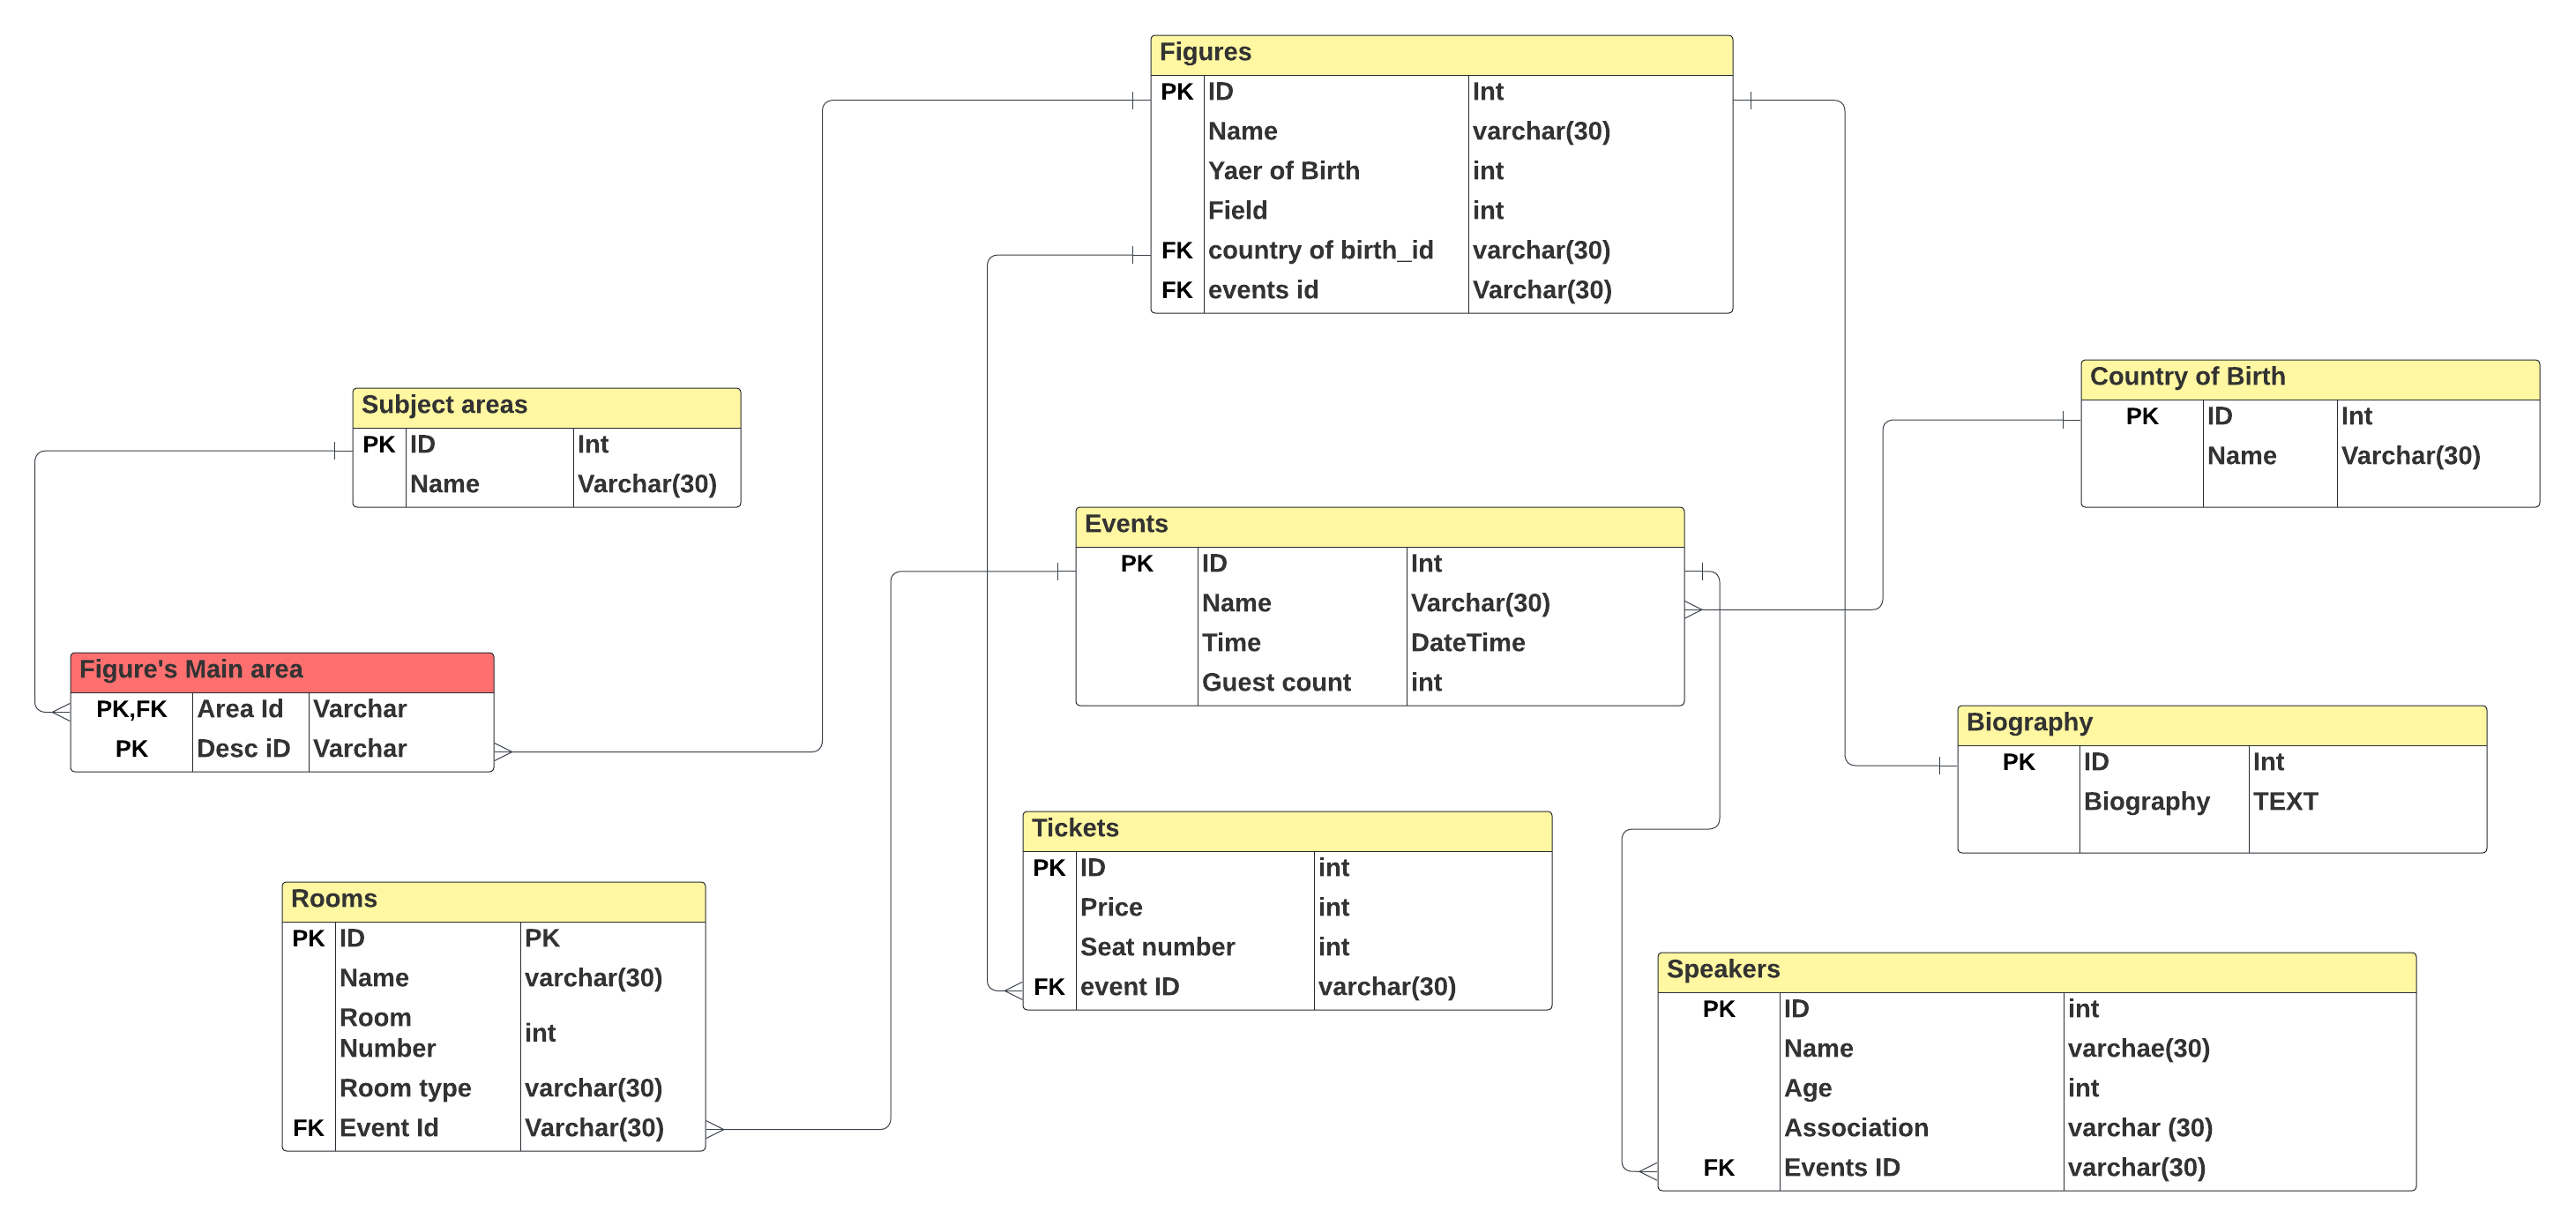 Figures
PK ID Int
Name varchar(30)
Yaer of Birth int
Field int
FK country of birth_id varchar(30)
FK events id Varchar(30)
Subject areas
PK ID Int
Name Varchar(30)
Country of Birth
PK ID Int
Name Varchar(30)
Events
PK ID Int
Name Varchar(30)
Time DateTime
Guest count int
Figure's Main area
PK,FK Area Id Varchar
PK Desc iD Varchar
Biography
PK ID Int
Biography TEXT
Tickets
PK ID int
Price int
Seat number int
FK event ID varchar(30)
Rooms
PK ID PK
Name varchar(30)
Room
Number int
Room type varchar(30)
FK Event Id Varchar(30)
Speakers
PK ID int
Name varchae(30)
Age int
Association varchar (30)
FK Events ID varchar(30)